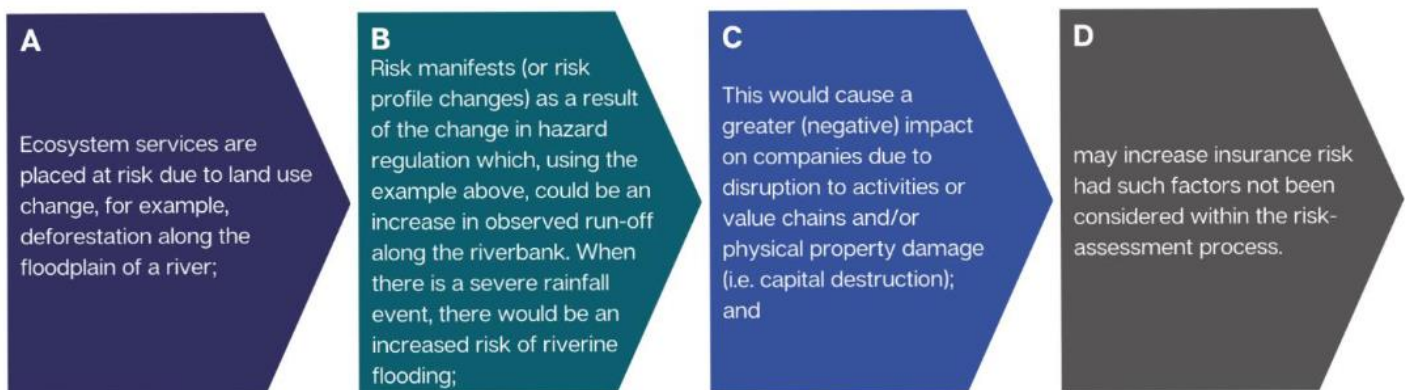 A
Ecosystem services are
placed at risk due to land use
change, for example,
deforestation along the
floodplain of a river;
B
Risk manifests (or risk
profile changes) as a result
of the change in hazard
regulation which, using the
example above, could be an
increase in observed run-off
along the riverbank. When
there is a severe rainfall
event, there would be an
increased risk of riverine
flooding;
C
This would cause a
greater (negative) impact
on companies due to
disruption to activities or
value chains and/or
physical property damage
(i.e. capital destruction);
and
D
may increase insurance risk
had such factors not been
considered within the risk-
assessment process.